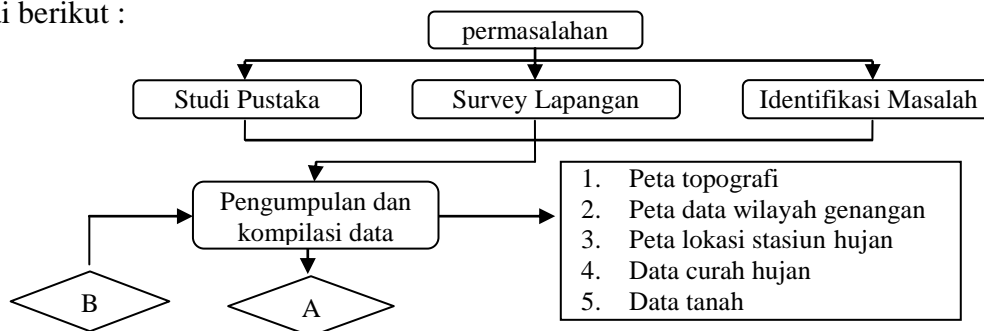 i berikut :
permasalahan
Studi Pustaka
Survey Lapangan
Identifikasi Masalah
Pengumpulan dan
kompilasi data
1. Peta topografi
2. Peta data wilayah genangan
3. Peta lokasi stasiun hujan
4. Data curah hujan
5. Data tanah
B
A